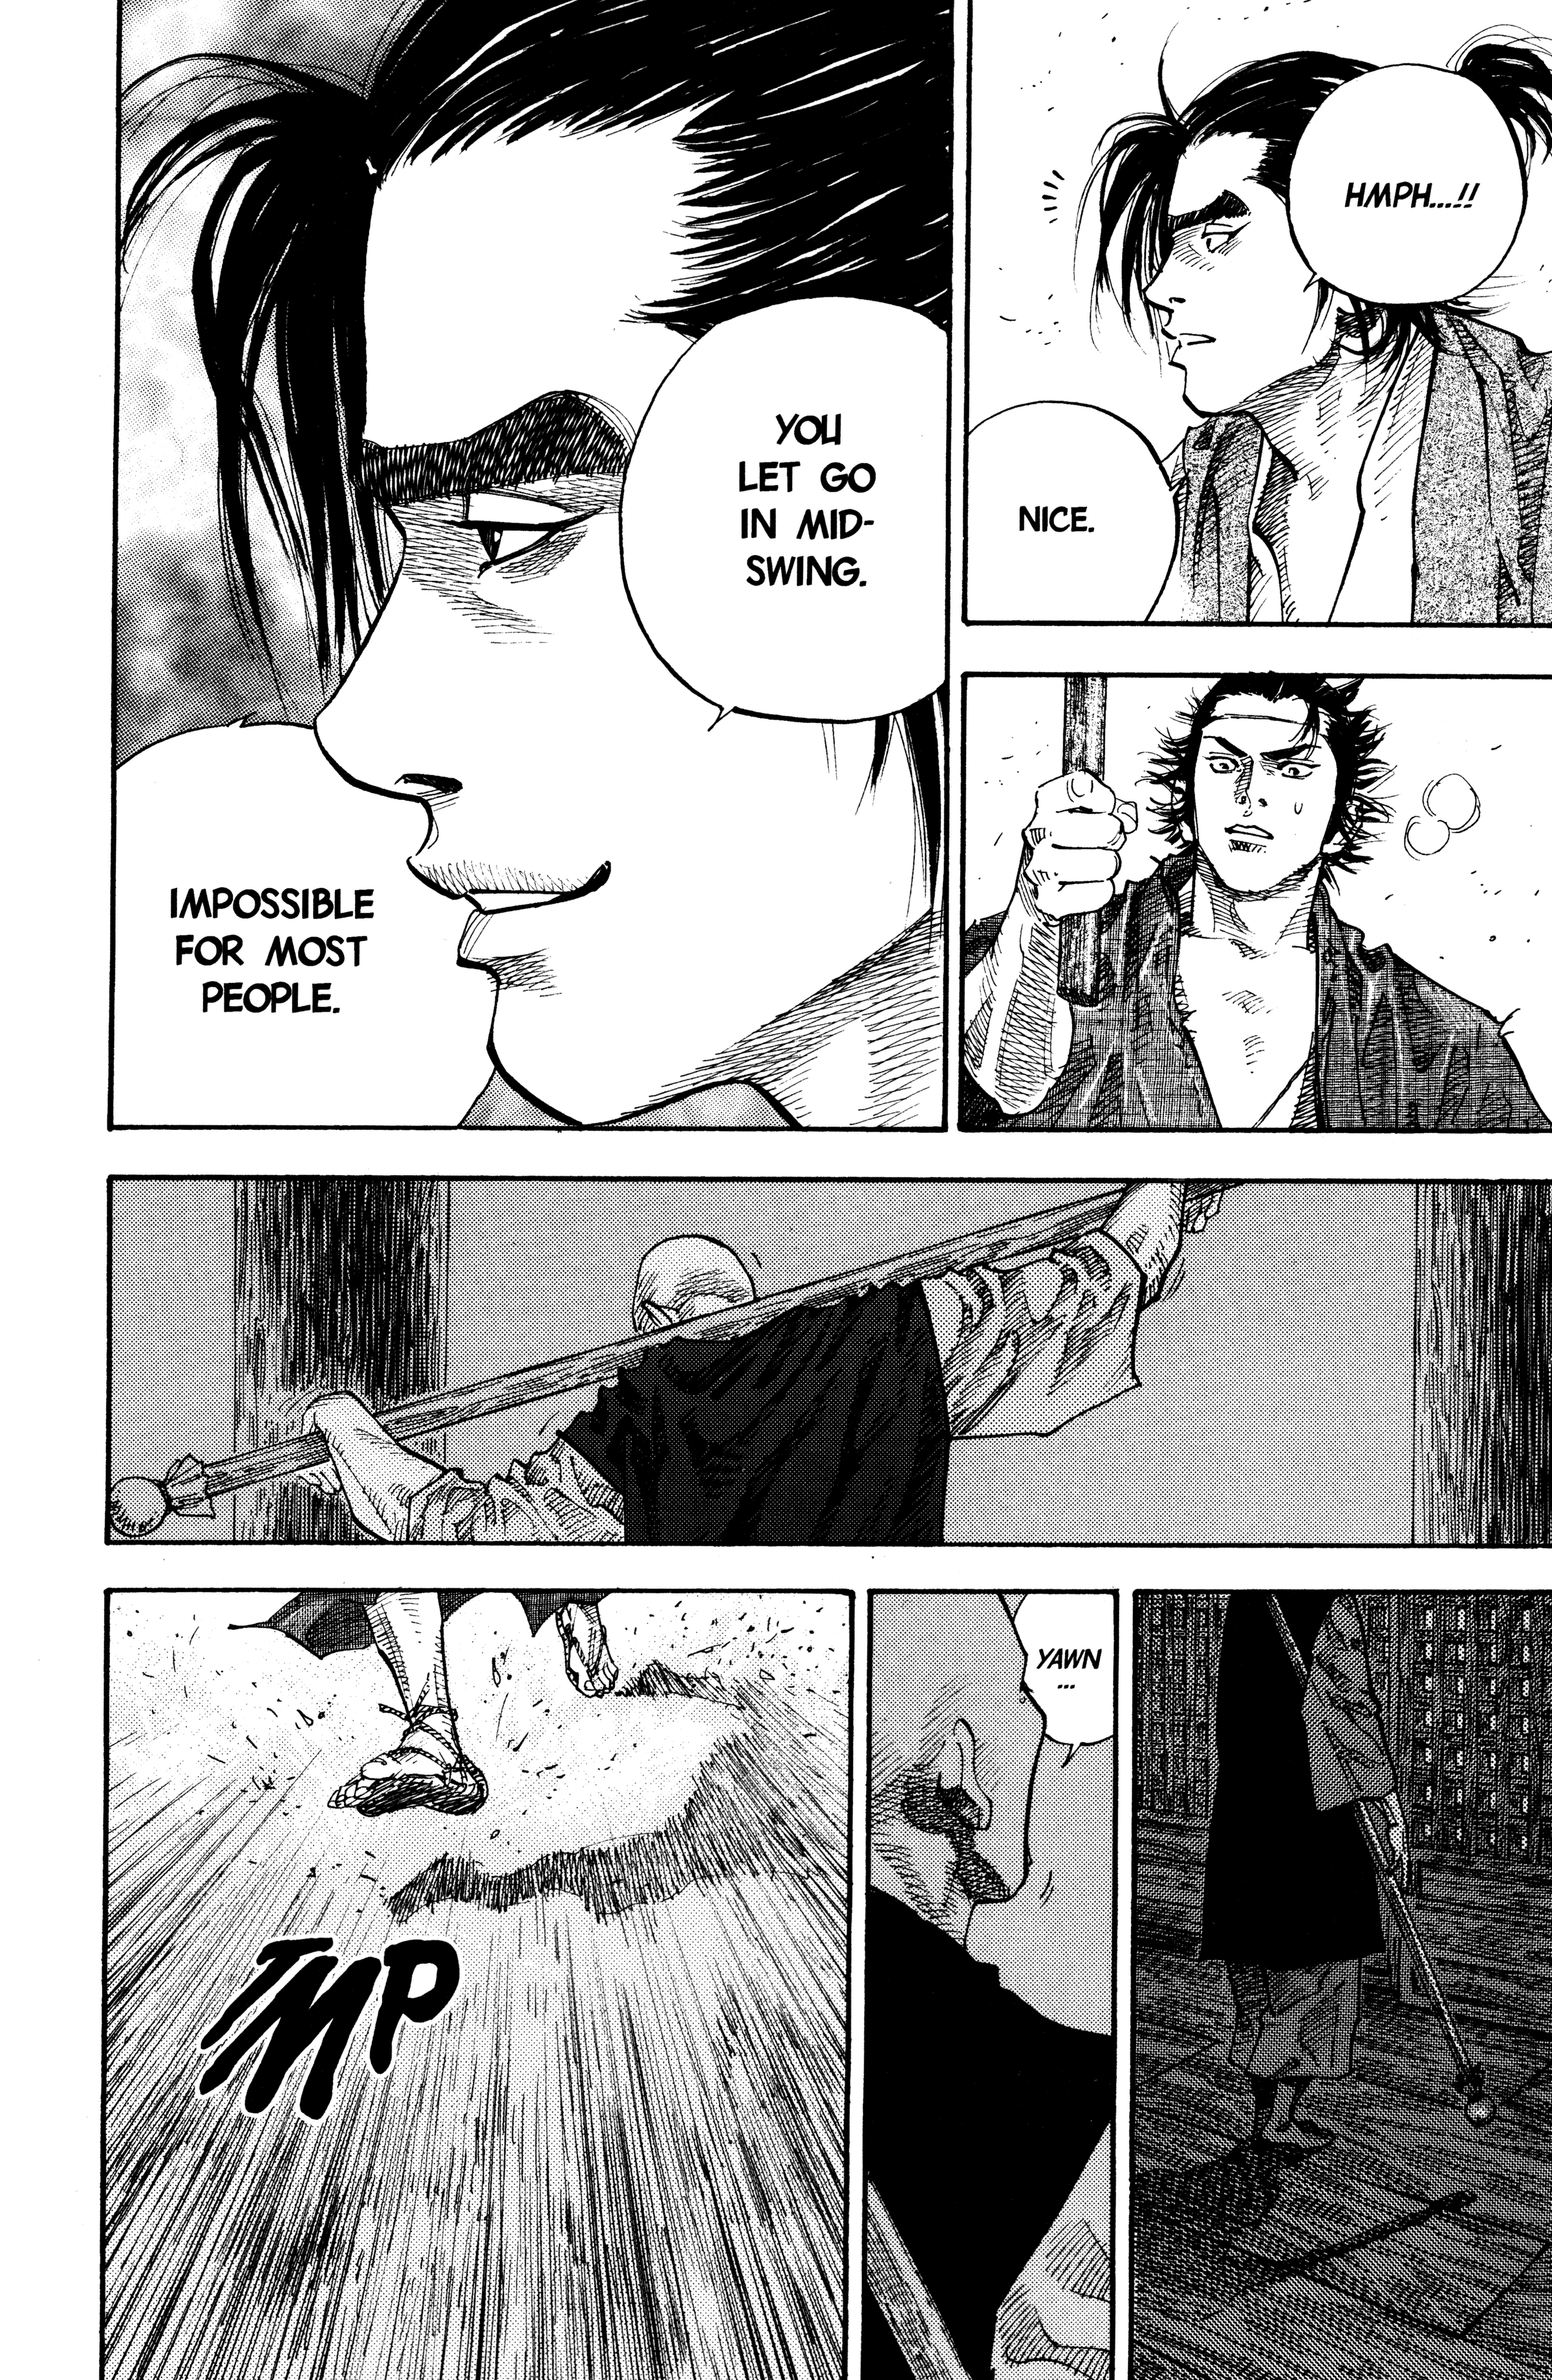 HMPH...!!
NICE.
YOU
LET GO
IN MID-
SWING.
IMPOSSIBLE
FOR MOST
PEOPLE.
YAWN
...
TMP